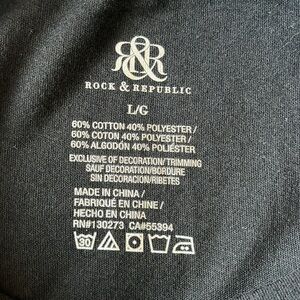 R&R
ROCK & REPUBLIC
L/G
60% COTTON 40% POLYESTER /
60% COTON 40% POLYESTER /
60% ALGODÓN 40% POLIÉSTER
EXCLUSIVE OF DECORATION/TRIMMING
SAUF DECORATION/BORDURE
SIN DECORACION/RIBETES
MADE IN CHINA /
FABRIQUÉ EN CHINE /
HECHO EN CHINA
RN#130273 CA#55394
30